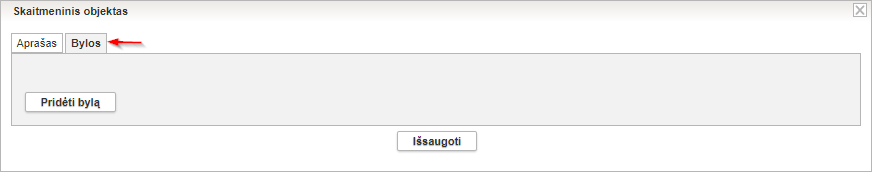 Skaitmeninis objektas
Aprašas Bylos
Pridėti bylą
Išsaugoti